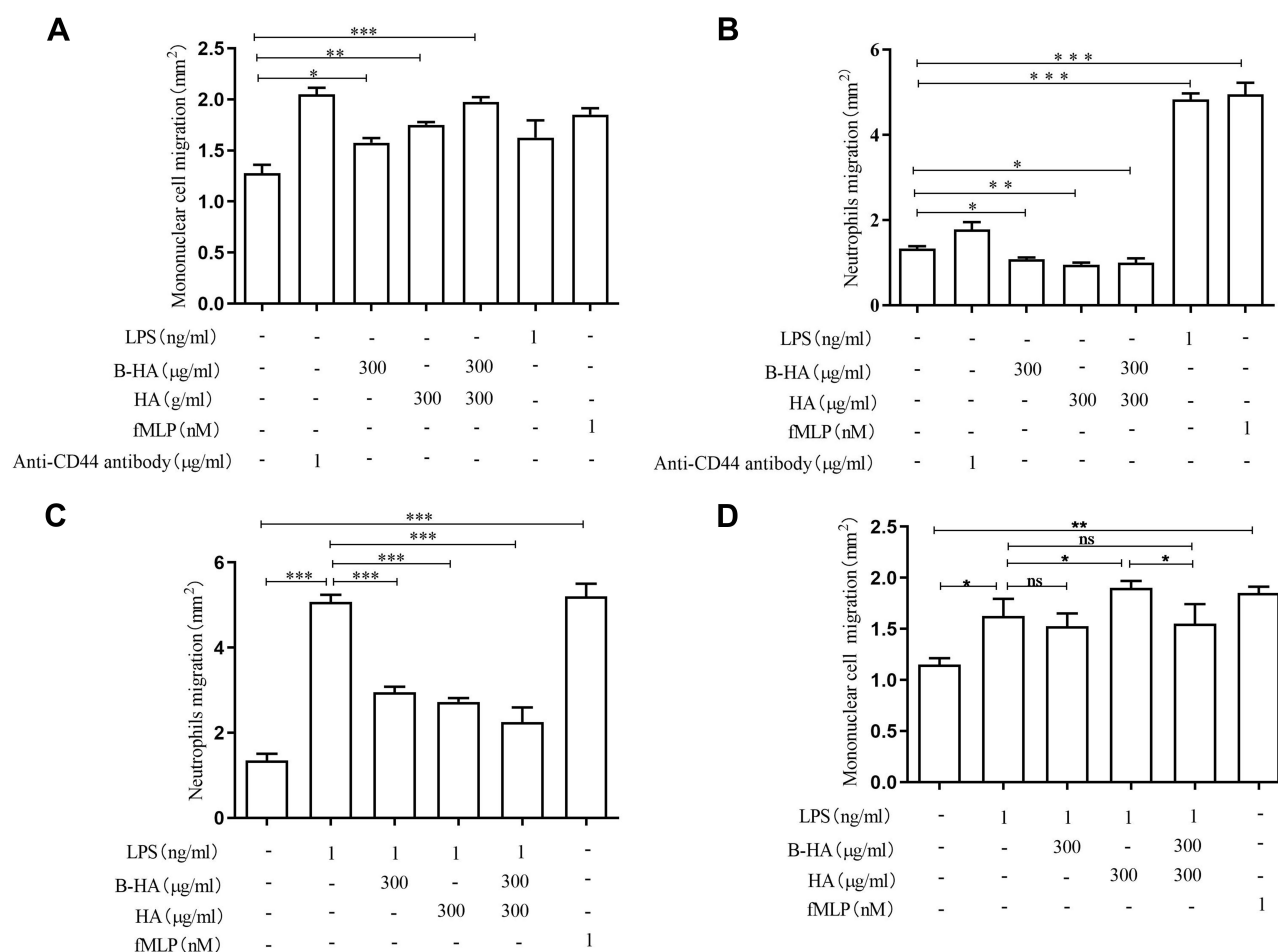 A
Mononuclear cell migration (mm²)
2.5
2.0
1.5
1.0
0.5
0.0
***
**
*
LPS (ng/ml) - - - - - 1 -
B-HA (μg/ml) - - 300 - 300 - -
HA (g/ml) - - - 300 300 - -
fMLP (nM) - - - - - - 1
Anti-CD44 antibody (μg/ml) - 1 - - - - -
B
Neutrophils migration (mm²)
6
4
2
0
***
***
*
**
*
LPS (ng/ml) - - - - - 1 -
B-HA (μg/ml) - - 300 - 300 - -
HA (μg/ml) - - - 300 300 - -
fMLP (nM) - - - - - - 1
Anti-CD44 antibody (μg/ml) - 1 - - - - -
C
Neutrophils migration (mm²)
6
4
2
0
***
***
***
*** ***
LPS (ng/ml) - 1 1 1 1 -
B-HA (μg/ml) - - 300 - 300 -
HA (μg/ml) - - - 300 300 -
fMLP (nM) - - - - - 1
D
Mononuclear cell migration (mm²)
2.5
2.0
1.5
1.0
0.5
0.0
**
ns
* *
* ns
LPS (ng/ml) - 1 1 1 1 -
B-HA (μg/ml) - - 300 - 300 -
HA (μg/ml) - - - 300 300 -
fMLP (nM) - - - - - 1